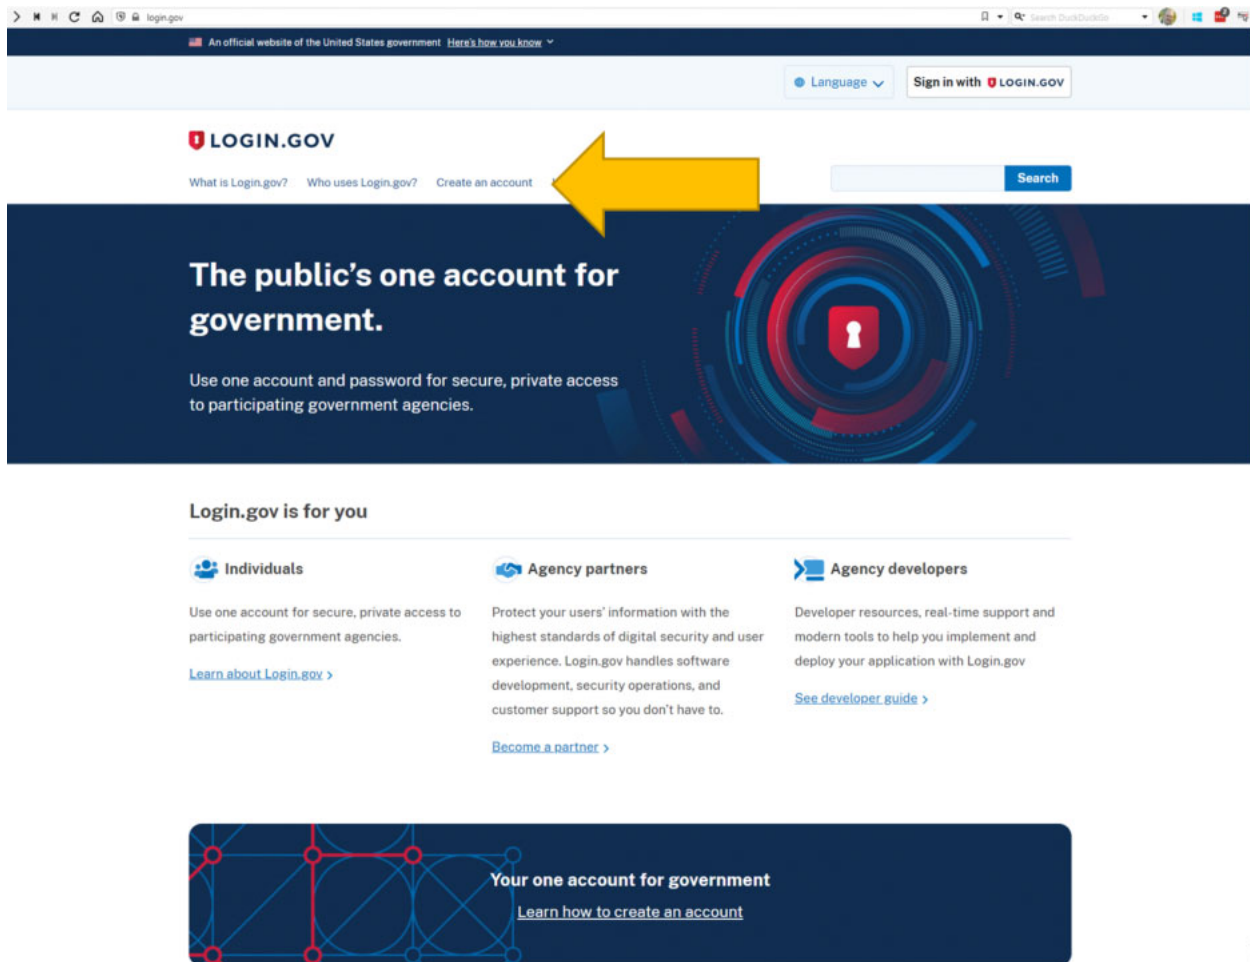 login.gov
Search DuckDuckGo
An official website of the United States government Here's how you know
Language
Sign in with LOGIN.GOV
LOGIN.GOV
What is Login.gov? Who uses Login.gov? Create an account
Search
The public's one account for
government.
Use one account and password for secure, private access
to participating government agencies.
Login.gov is for you
Individuals
Use one account for secure, private access to
participating government agencies.
Learn about Login.gov >
Agency partners
Protect your users' information with the
highest standards of digital security and user
experience. Login.gov handles software
development, security operations, and
customer support so you don't have to.
Become a partner >
Agency developers
Developer resources, real-time support and
modern tools to help you implement and
deploy your application with Login.gov
See developer guide >
Your one account for government
Learn how to create an account